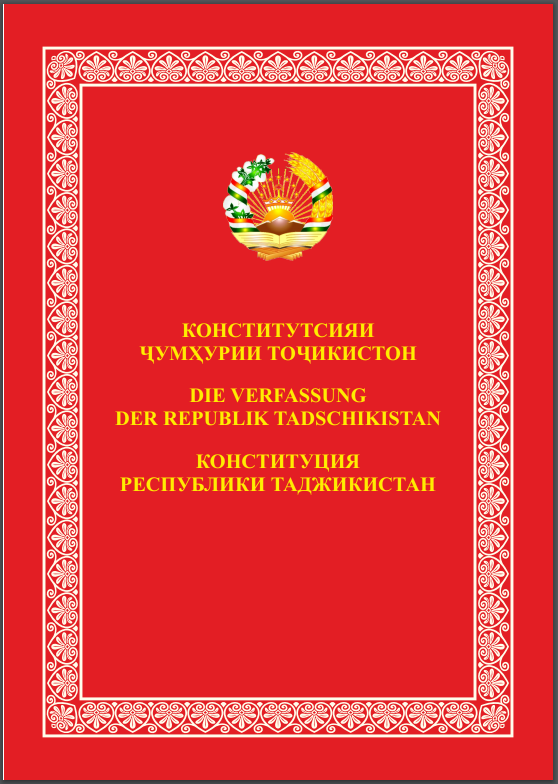 КОНСТИТУТСИЯИ
ҶУМҲУРИИ ТОҶИКИСТОН
DIE VERFASSUNG
DER REPUBLIK TADSCHIKISTAN
КОНСТИТУЦИЯ
РЕСПУБЛИКИ ТАДЖИКИСТАН